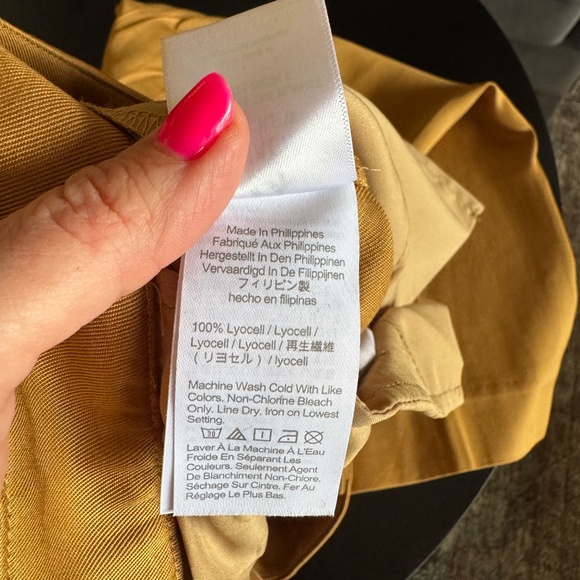 Made In Philippines
Fabriqué Aux Philippines
Hergestellt In Den Philippinen
Vervaardigd In De Filippijnen
フィリピン製
hecho en filipinas
100% Lyocell / Lyocell /
Lyocell / Lyocell / 再生繊維
(リヨセル) / lyocell
Machine Wash Cold With Like
Colors. Non-Chlorine Bleach
Only. Line Dry. Iron on Lowest
Setting.
30
Laver À La Machine À L'Eau
Froide En Séparant Les
Couleurs. Seulement Agent
De Blanchiment Non-Chlore.
Séchage Sur Cintre. Fer Au
Réglage Le Plus Bas.